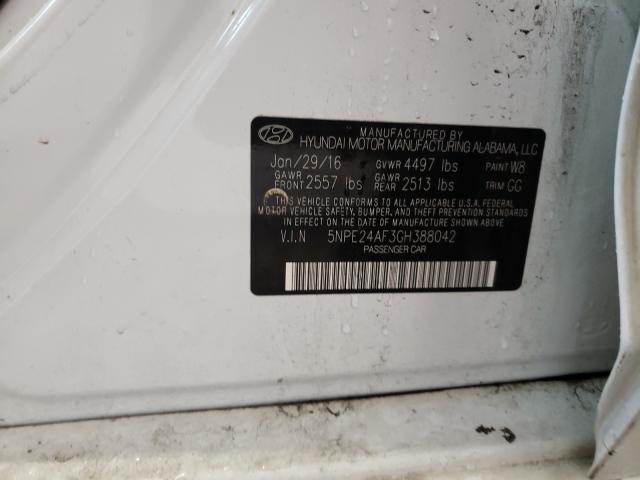 MANUFACTURED BY
HYUNDAI MOTOR MANUFACTURING ALABAMA, LLC
Jan/29/16 GVWR 4497 lbs PAINT W8
GAWR FRONT 2557 lbs GAWR REAR 2513 lbs TRIM GG
THIS VEHICLE CONFORMS TO ALL APPLICABLE U.S.A. FEDERAL
MOTOR VEHICLE SAFETY, BUMPER, AND THEFT PREVENTION STANDARDS
IN EFFECT ON THE DATE OF MANUFACTURE SHOWN ABOVE
V.I.N 5NPE24AF3GH388042
PASSENGER CAR